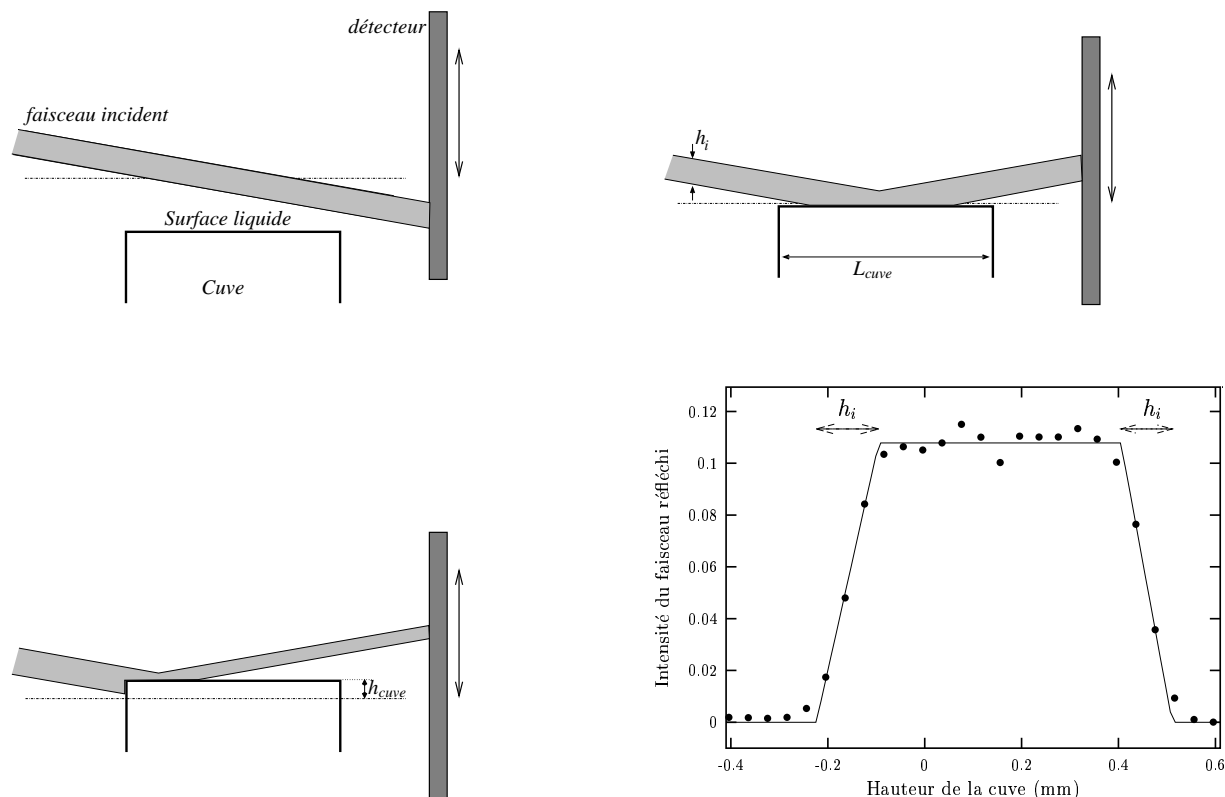 détecteur
faisceau incident
Surface liquide
Cuve
h_i
L_cuve
h_cuve
h_i
h_i
0.12
0.1
0.08
0.06
0.04
0.02
0
-0.4
-0.2
0
0.2
0.4
0.6
Intensité du faisceau réfléchi
Hauteur de la cuve (mm)